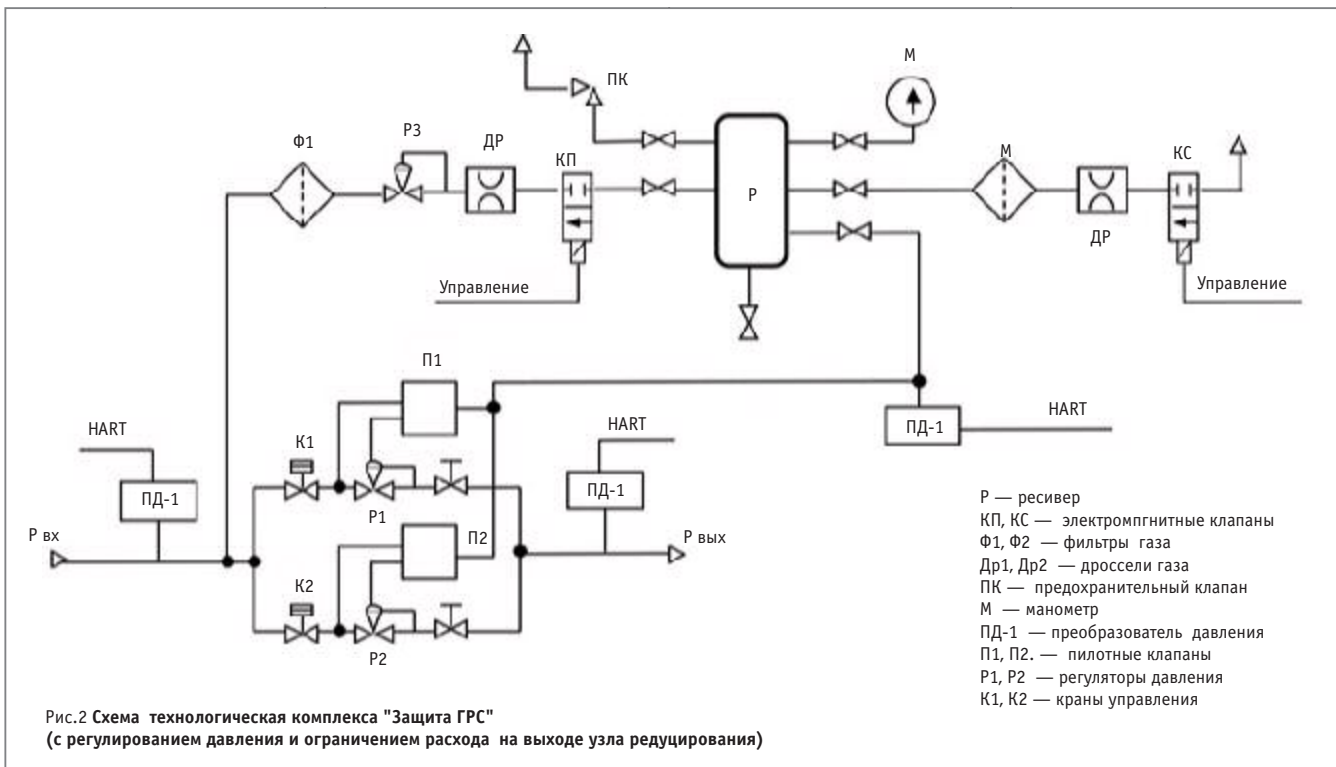 ПК
М
Ф1
Р3
ДР
КП
Р
М
ДР
КС
Управление
Управление
П1
HART
К1
HART
ПД-1
HART
ПД-1
ПД-1
Р1
Р вх
П2
Р вых
К2
Р2
Р — ресивер
КП, КС — электромпгнитные клапаны
Ф1, Ф2 — фильтры газа
Др1, Др2 — дроссели газа
ПК — предохранительный клапан
М — манометр
ПД-1 — преобразователь давления
П1, П2. — пилотные клапаны
Р1, Р2 — регуляторы давления
К1, К2 — краны управления
Рис.2 Схема технологическая комплекса "Защита ГРС"
(с регулированием давления и ограничением расхода на выходе узла редуцирования)